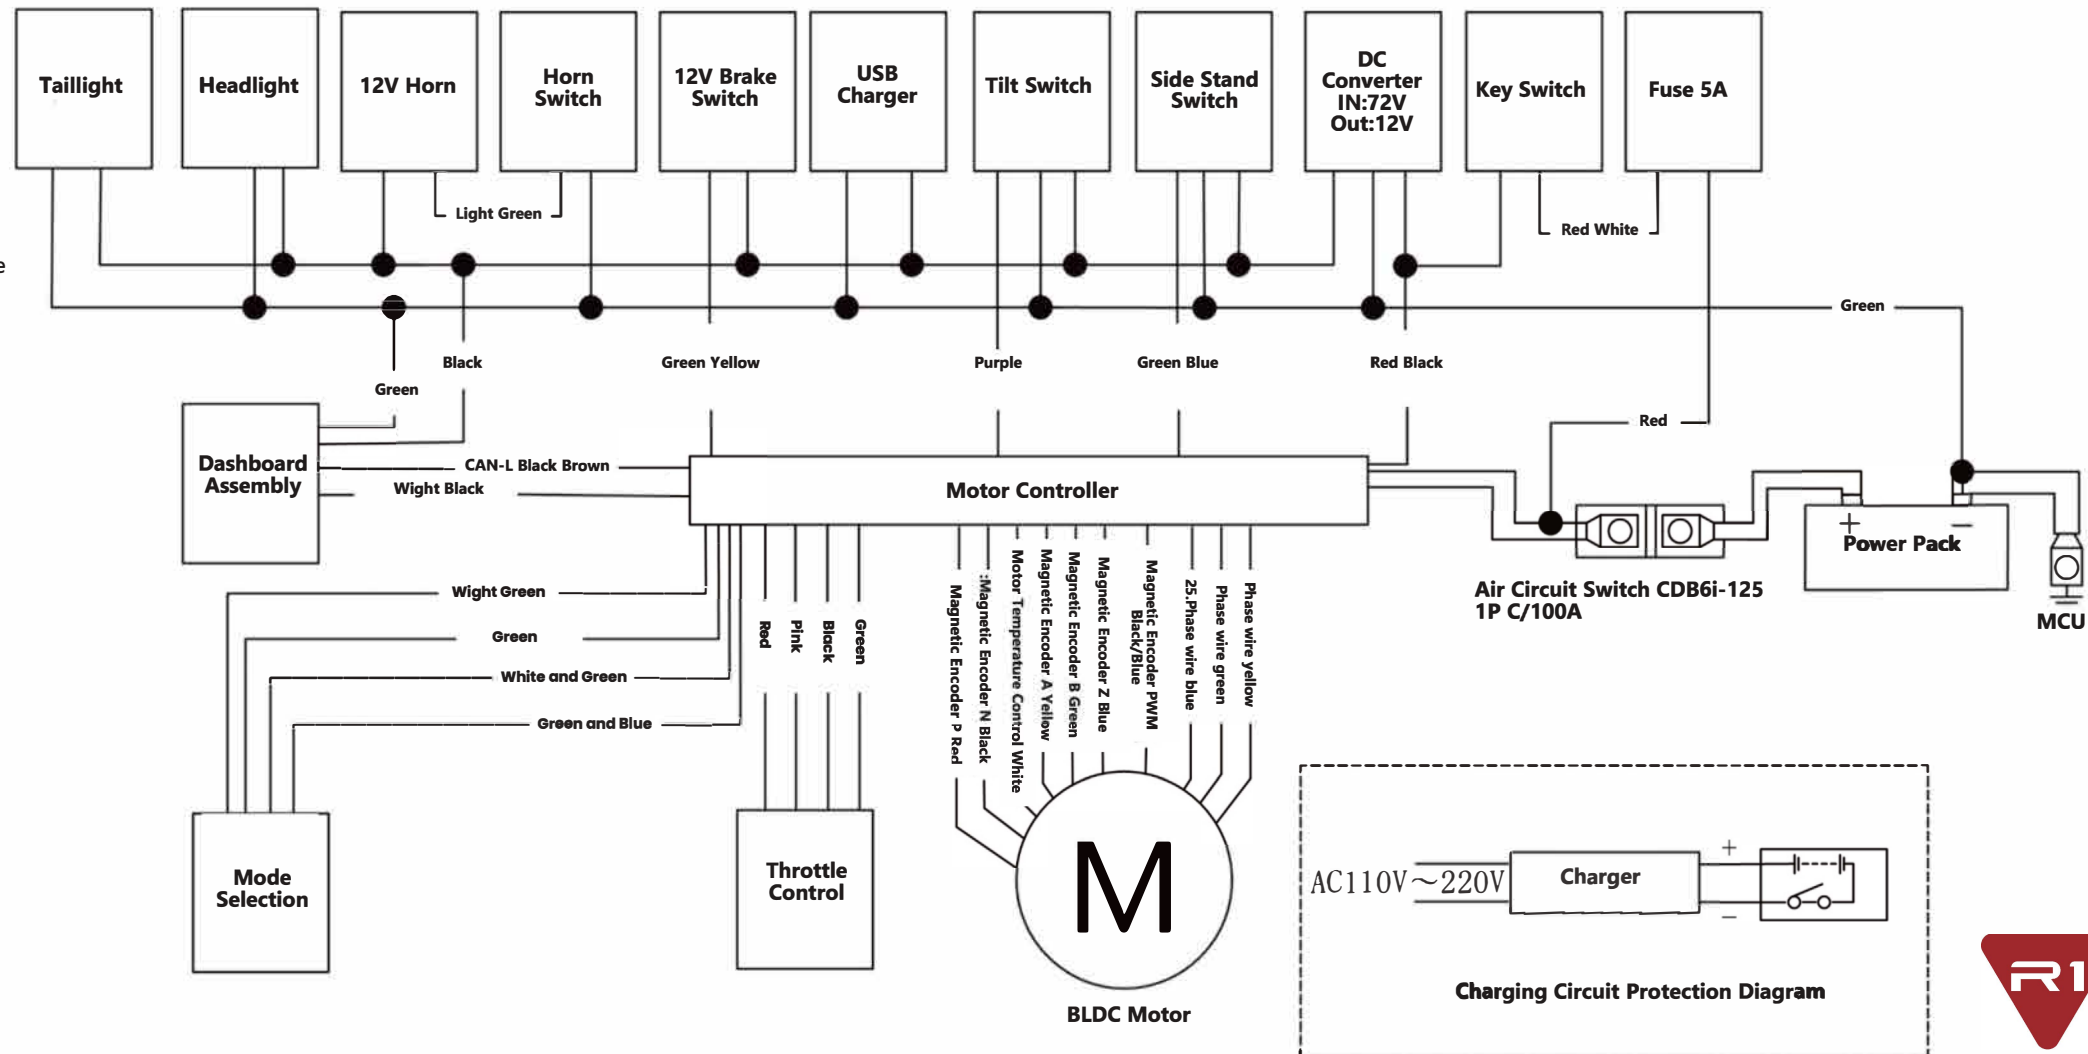 Taillight
Headlight
12V Horn
Horn
Switch
12V Brake
Switch
USB
Charger
Tilt Switch
Side Stand
Switch
DC
Converter
IN:72V
Out:12V
Key Switch
Fuse 5A
Light Green
Red White
e
Green
Black
Green
Green Yellow
Purple
Green Blue
Red Black
Red
Dashboard
Assembly
CAN-L Black Brown
Wight Black
Motor Controller
+
−
Power Pack
Air Circuit Switch CDB6i-125
1P C/100A
MCU
Wight Green
Green
White and Green
Green and Blue
Red
Pink
Black
Green
Magnetic Encoder P Red
:Magnetic Encoder N Black
Motor Temperature Control White
Magnetic Encoder A Yellow
Magnetic Encoder B Green
Magnetic Encoder Z Blue
Magnetic Encoder PWM
Black/Blue
25.Phase wire blue
Phase wire green
Phase wire yellow
Mode
Selection
Throttle
Control
M
BLDC Motor
AC110V～220V
Charger
+
−
Charging Circuit Protection Diagram
R1